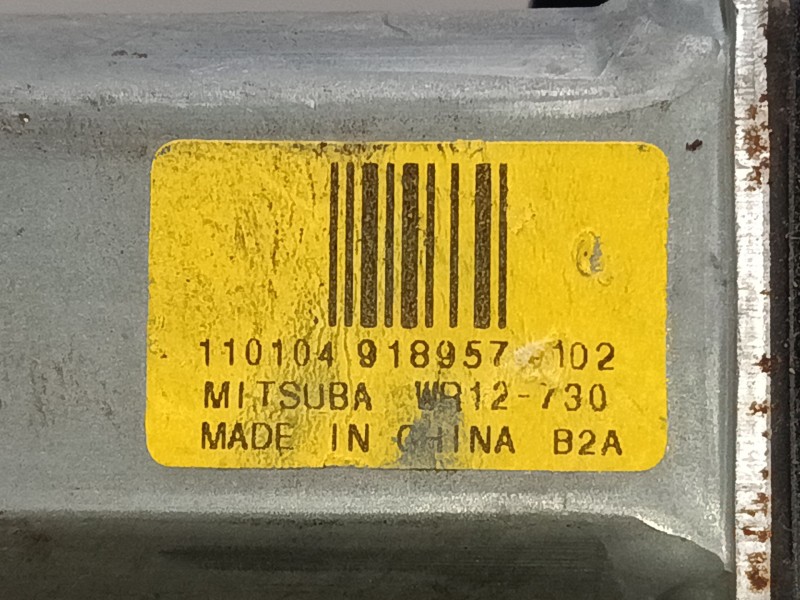 110104 918957 102
MITSUBA WR12-730
MADE IN CHINA B2A